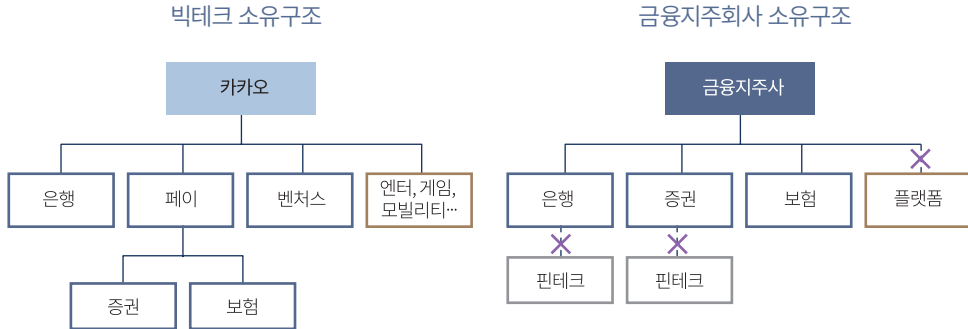 빅테크 소유구조
카카오
은행
페이
벤처스
엔터, 게임,
모빌리티…
증권
보험
금융지주회사 소유구조
금융지주사
은행
증권
보험
플랫폼
핀테크
핀테크